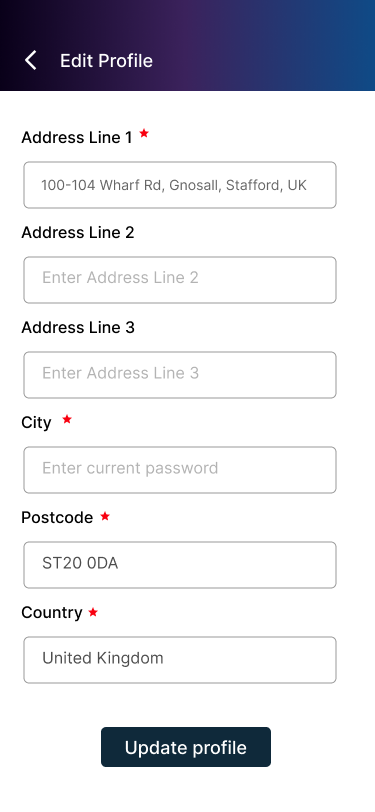 Edit Profile
Address Line 1 *
100-104 Wharf Rd, Gnosall, Stafford, UK
Address Line 2
Enter Address Line 2
Address Line 3
Enter Address Line 3
City *
Enter current password
Postcode *
ST20 0DA
Country *
United Kingdom
Update profile